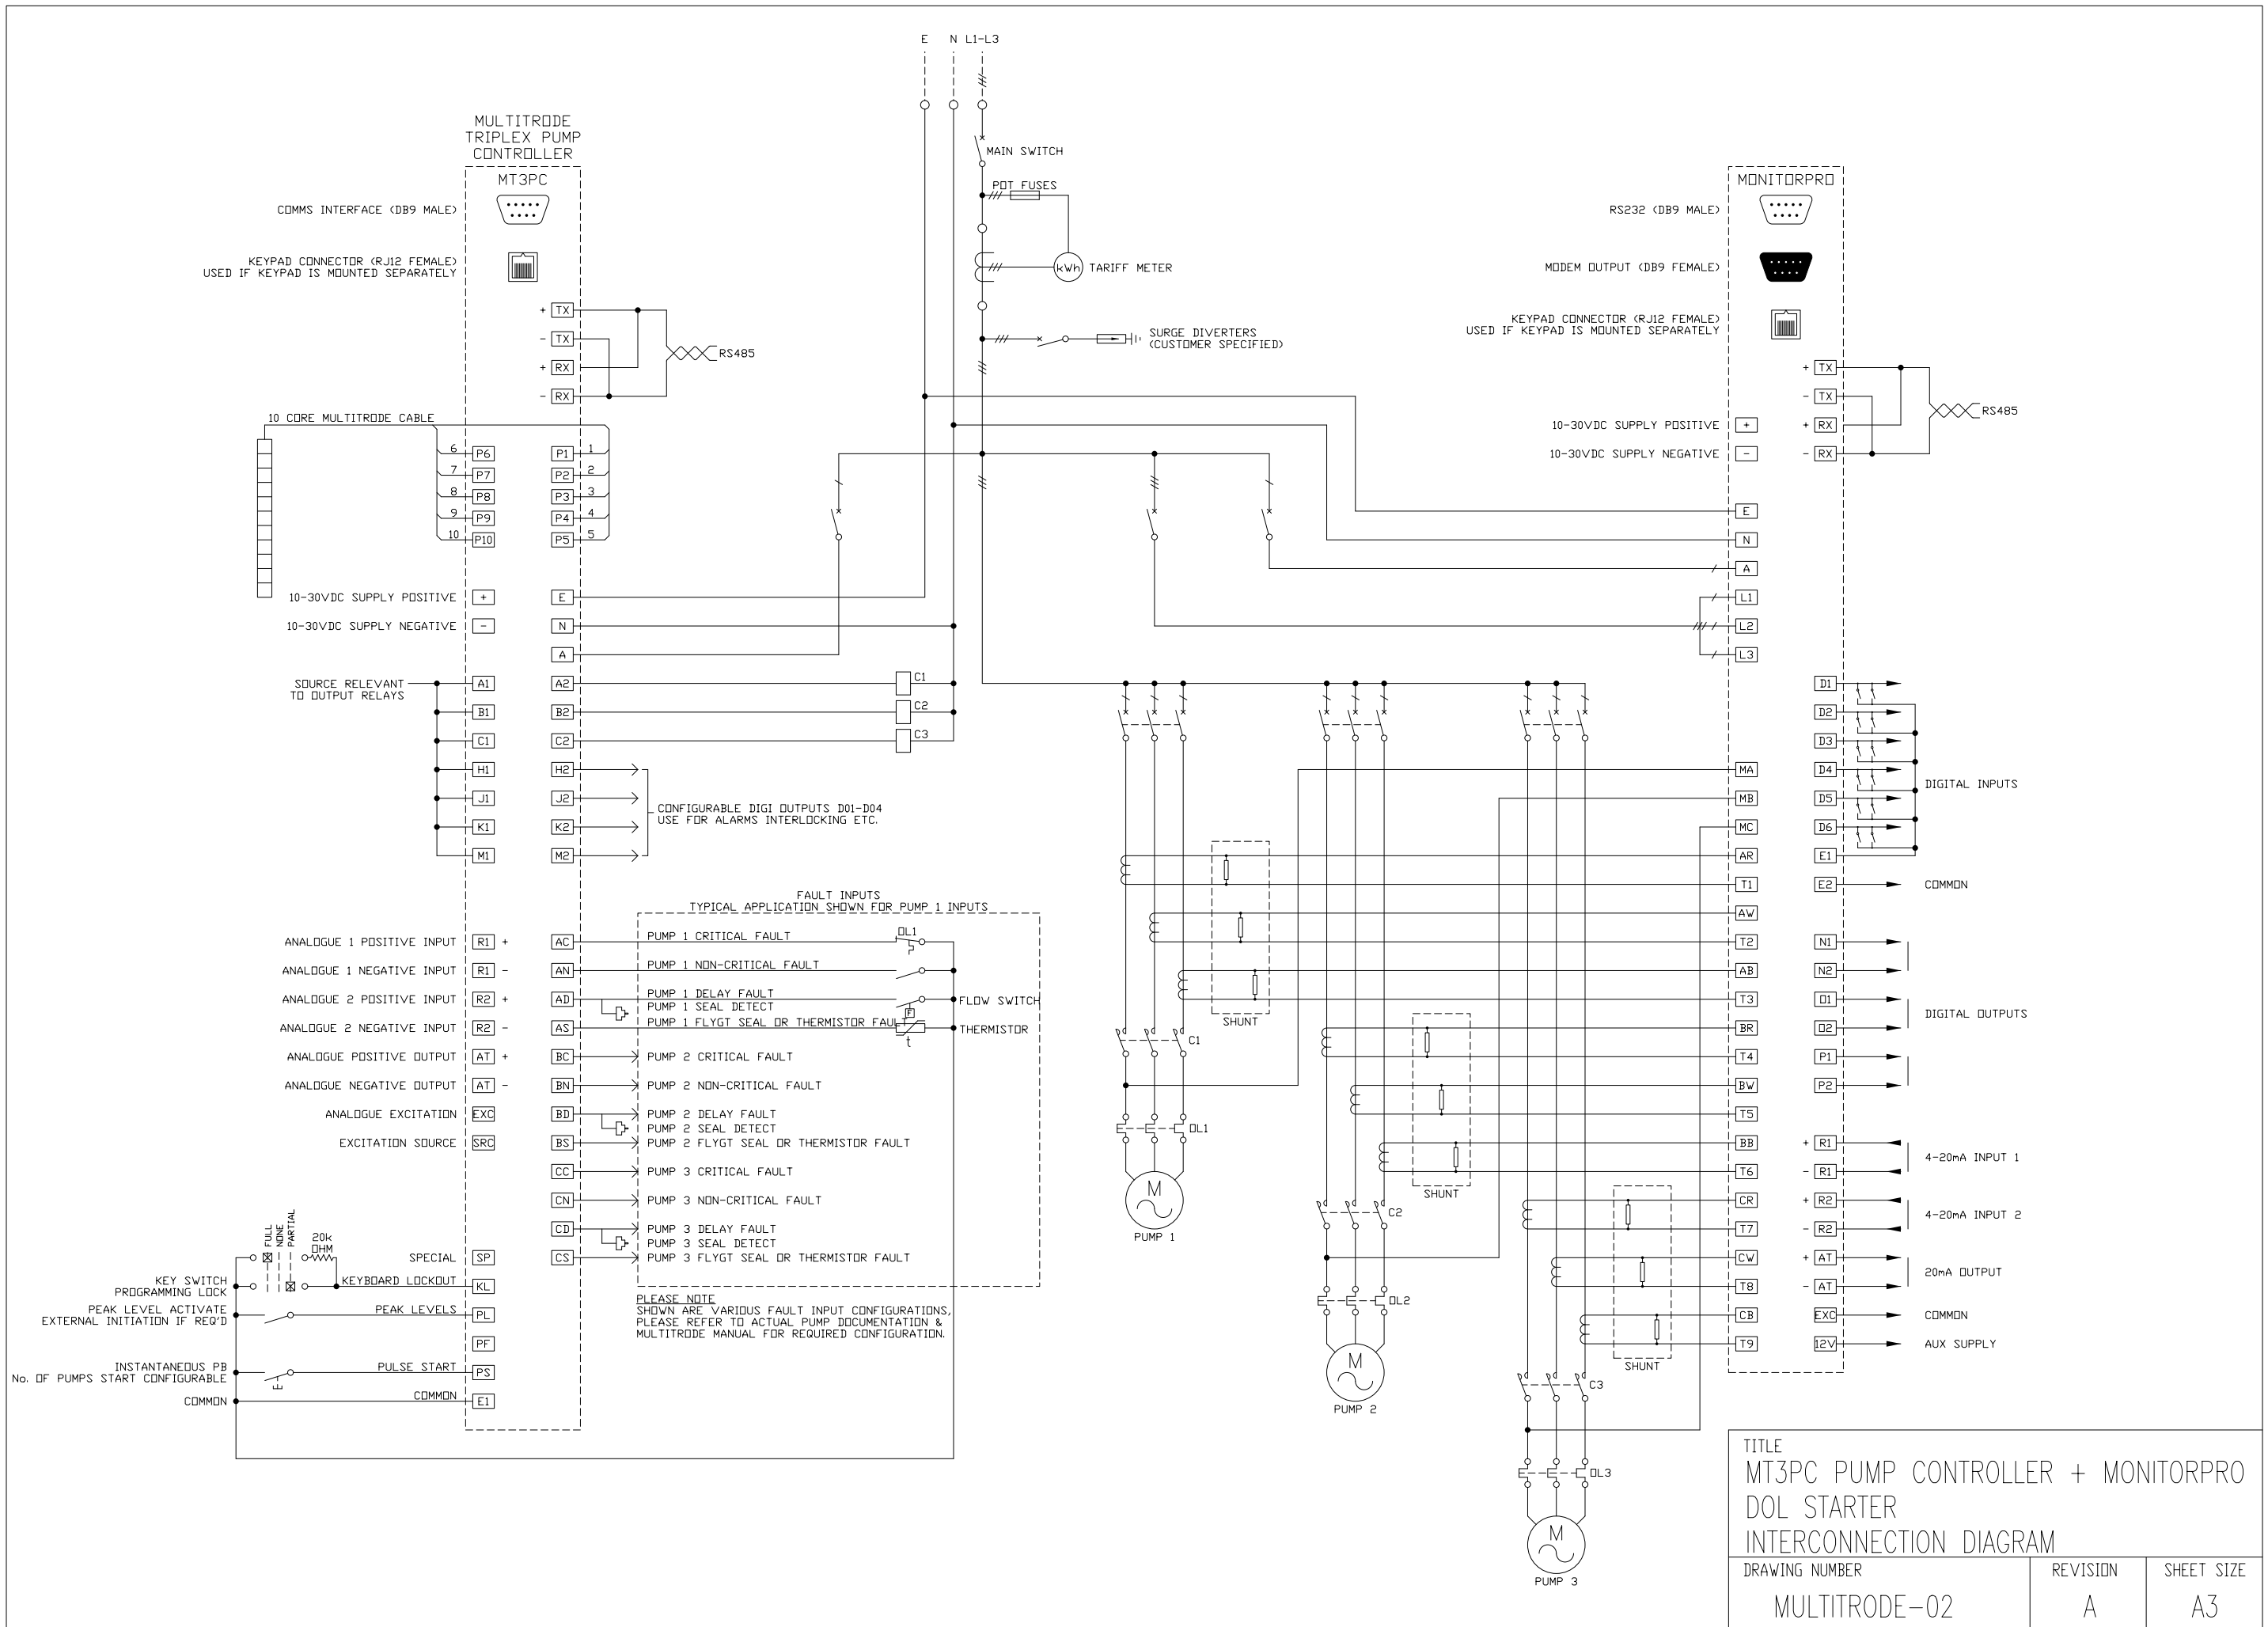 E N L1-L3
MULTITRODE
TRIPLEX PUMP
CONTROLLER
MT3PC
COMMS INTERFACE (DB9 MALE)
KEYPAD CONNECTOR (RJ12 FEMALE)
USED IF KEYPAD IS MOUNTED SEPARATELY
+ TX
- TX
+ RX
- RX
RS485
10 CORE MULTITRODE CABLE
6 P6 P1 1
7 P7 P2 2
8 P8 P3 3
9 P9 P4 4
10 P10 P5 5
10-30VDC SUPPLY POSITIVE + E
10-30VDC SUPPLY NEGATIVE - N
A
SOURCE RELEVANT
TO OUTPUT RELAYS
A1 A2 C1
B1 B2 C2
C1 C2 C3
H1 H2
J1 J2
K1 K2
M1 M2
CONFIGURABLE DIGI OUTPUTS D01-D04
USE FOR ALARMS INTERLOCKING ETC.
FAULT INPUTS
TYPICAL APPLICATION SHOWN FOR PUMP 1 INPUTS
ANALOGUE 1 POSITIVE INPUT R1 + AC PUMP 1 CRITICAL FAULT OL1
ANALOGUE 1 NEGATIVE INPUT R1 - AN PUMP 1 NON-CRITICAL FAULT
ANALOGUE 2 POSITIVE INPUT R2 + AD PUMP 1 DELAY FAULT FLOW SWITCH
PUMP 1 SEAL DETECT F
ANALOGUE 2 NEGATIVE INPUT R2 - AS PUMP 1 FLYGT SEAL OR THERMISTOR FAULT THERMISTOR
t
ANALOGUE POSITIVE OUTPUT AT + BC PUMP 2 CRITICAL FAULT
ANALOGUE NEGATIVE OUTPUT AT - BN PUMP 2 NON-CRITICAL FAULT
ANALOGUE EXCITATION EXC BD PUMP 2 DELAY FAULT
PUMP 2 SEAL DETECT
EXCITATION SOURCE SRC BS PUMP 2 FLYGT SEAL OR THERMISTOR FAULT
CC PUMP 3 CRITICAL FAULT
CN PUMP 3 NON-CRITICAL FAULT
CD PUMP 3 DELAY FAULT
PUMP 3 SEAL DETECT
SPECIAL SP CS PUMP 3 FLYGT SEAL OR THERMISTOR FAULT
FULL
NONE
PARTIAL
20k
OHM
KEY SWITCH
PROGRAMMING LOCK
KEYBOARD LOCKOUT KL
PEAK LEVEL ACTIVATE
EXTERNAL INITIATION IF REQ'D
PEAK LEVELS PL
PF
INSTANTANEOUS PB
No. OF PUMPS START CONFIGURABLE
PULSE START PS
COMMON COMMON E1
PLEASE NOTE
SHOWN ARE VARIOUS FAULT INPUT CONFIGURATIONS,
PLEASE REFER TO ACTUAL PUMP DOCUMENTATION &
MULTITRODE MANUAL FOR REQUIRED CONFIGURATION.
MAIN SWITCH
POT FUSES
kWh TARIFF METER
SURGE DIVERTERS
(CUSTOMER SPECIFIED)
SHUNT
C1
OL1
M
PUMP 1
SHUNT
C2
OL2
M
PUMP 2
SHUNT
C3
OL3
M
PUMP 3
MONITORPRO
RS232 (DB9 MALE)
MODEM OUTPUT (DB9 FEMALE)
KEYPAD CONNECTOR (RJ12 FEMALE)
USED IF KEYPAD IS MOUNTED SEPARATELY
+ TX
- TX
RS485
10-30VDC SUPPLY POSITIVE + + RX
10-30VDC SUPPLY NEGATIVE - - RX
E
N
A
L1
L2
L3
D1
D2
D3
MA D4
DIGITAL INPUTS
MB D5
MC D6
AR E1
T1 E2 COMMON
AW
T2 N1
AB N2
T3 O1
DIGITAL OUTPUTS
BR O2
T4 P1
BW P2
T5
BB + R1
4-20mA INPUT 1
T6 - R1
CR + R2
4-20mA INPUT 2
T7 - R2
CW + AT
20mA OUTPUT
T8 - AT
CB EXC COMMON
T9 12V AUX SUPPLY
TITLE
MT3PC PUMP CONTROLLER + MONITORPRO
DOL STARTER
INTERCONNECTION DIAGRAM
DRAWING NUMBER REVISION SHEET SIZE
MULTITRODE-02 A A3